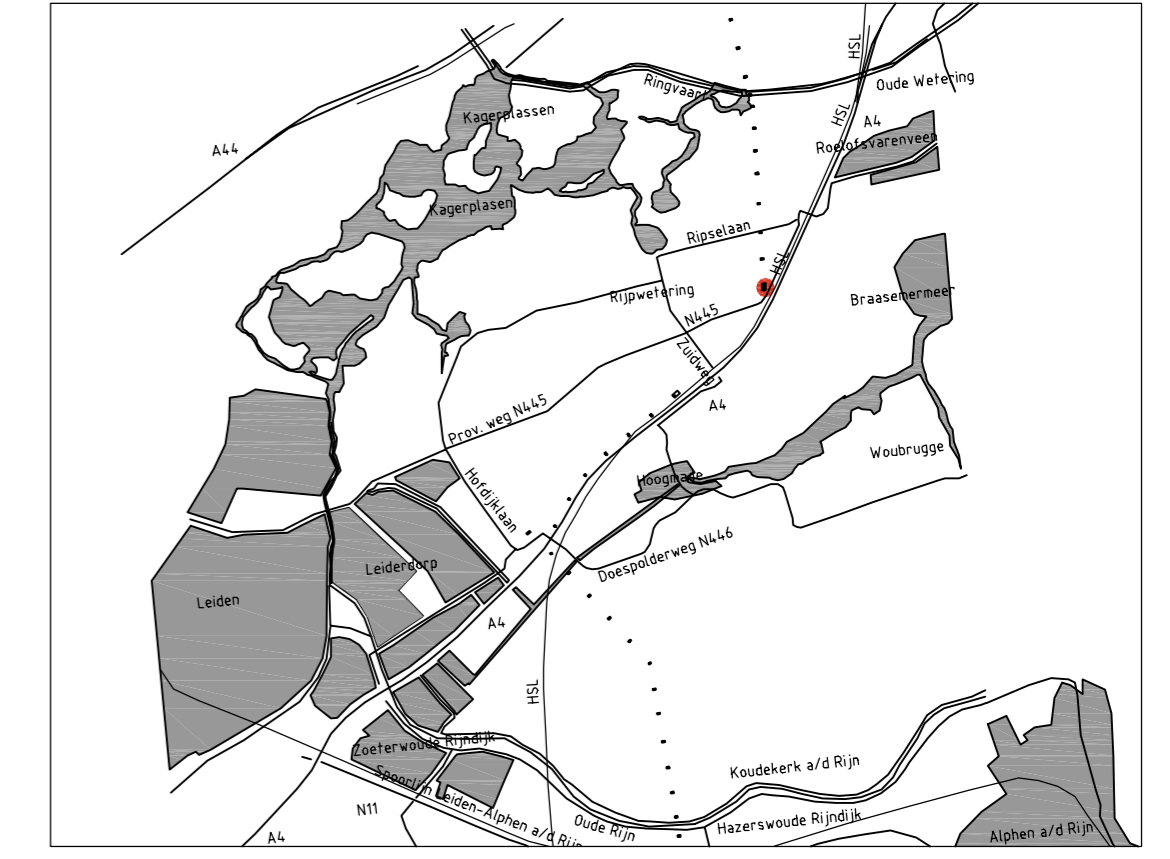 HSL
Oude Wetering
Ringvaart
Kagerplassen
HSL
A4
A44
Roelofsvarenveen
Kagerplasen
Ripselaan
HSL
Rijpwetering
Braasemermeer
N445
Zuidweg
Prov. weg N445
A4
Woubrugge
Hoogmade
Hofdijklaan
Doespolderweg N446
Leiderdorp
Leiden
A4
HSL
Zoeterwoude Rijndijk
Koudekerk a/d Rijn
Spoorlijn Leiden-Alphen a/d Rijn
N11
Oude Rijn
Hazerswoude Rijndijk
Alphen a/d Rijn
A4